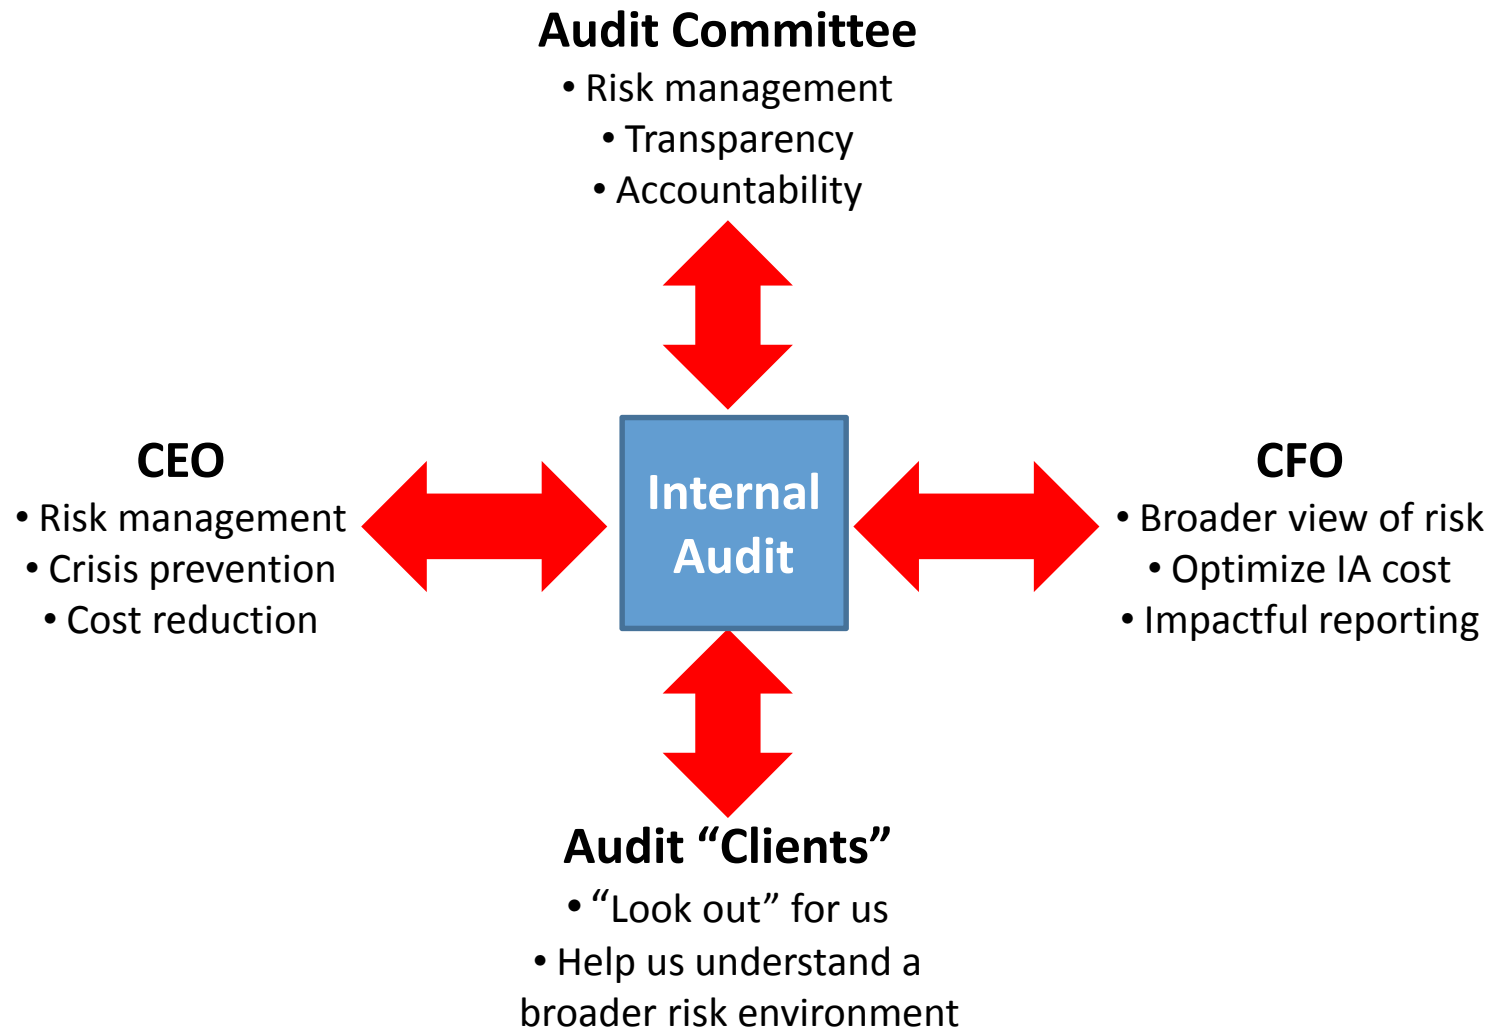 Audit Committee
• Risk management
• Transparency
• Accountability
CEO
• Risk management
• Crisis prevention
• Cost reduction
Internal
Audit
CFO
• Broader view of risk
• Optimize IA cost
• Impactful reporting
Audit “Clients”
• “Look out” for us
• Help us understand a
broader risk environment